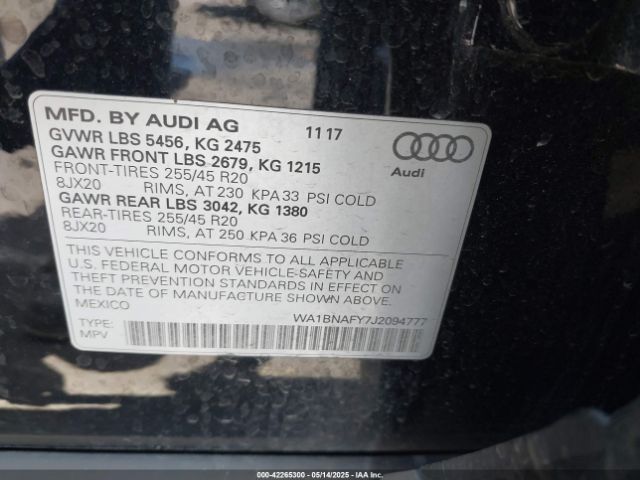 MFD. BY AUDI AG 11 17
GVWR LBS 5456, KG 2475
GAWR FRONT LBS 2679, KG 1215
FRONT-TIRES 255/45 R20
8JX20 RIMS, AT 230 KPA 33 PSI COLD
GAWR REAR LBS 3042, KG 1380
REAR-TIRES 255/45 R20
8JX20 RIMS, AT 250 KPA 36 PSI COLD
Audi
THIS VEHICLE CONFORMS TO ALL APPLICABLE
U.S. FEDERAL MOTOR VEHICLE-SAFETY AND
THEFT PREVENTION STANDARDS IN EFFECT ON
THE DATE OF MANUFACTURE SHOWN ABOVE.
MEXICO
WA1BNAFY7J2094777
TYPE:
MPV
000-42265300 - 05/14/2025 - IAAI.COM